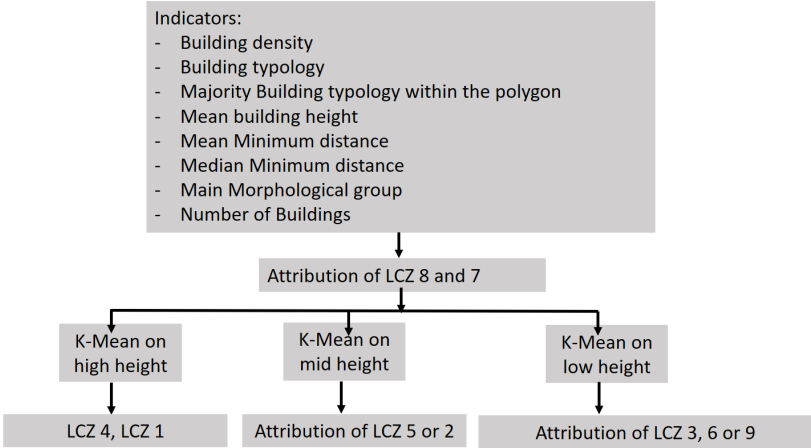 Indicators:
- Building density
- Building typology
- Majority Building typology within the polygon
- Mean building height
- Mean Minimum distance
- Median Minimum distance
- Main Morphological group
- Number of Buildings
Attribution of LCZ 8 and 7
K-Mean on
high height
K-Mean on
mid height
K-Mean on
low height
LCZ 4, LCZ 1
Attribution of LCZ 5 or 2
Attribution of LCZ 3, 6 or 9